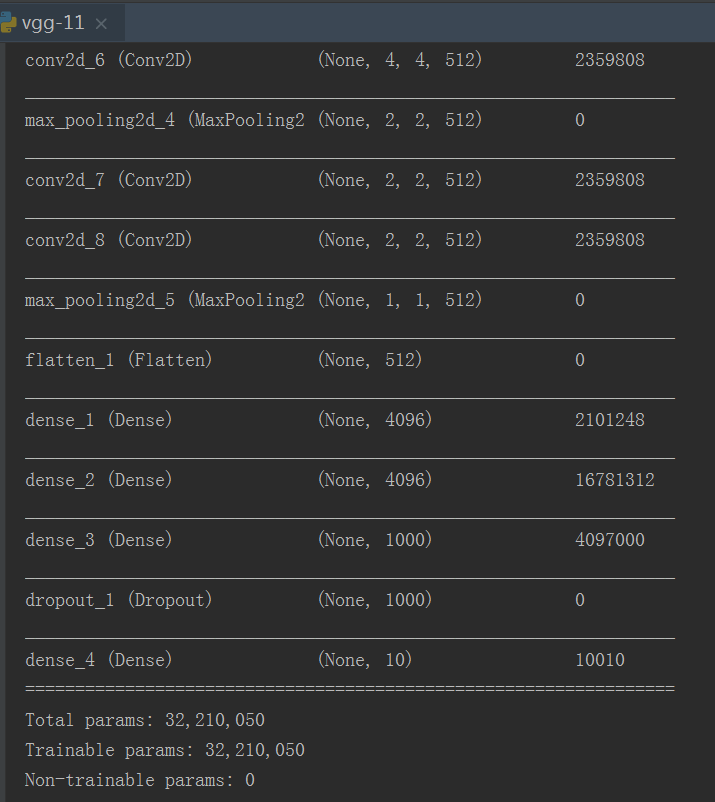 vgg-11
conv2d_6 (Conv2D) (None, 4, 4, 512) 2359808
max_pooling2d_4 (MaxPooling2 (None, 2, 2, 512) 0
conv2d_7 (Conv2D) (None, 2, 2, 512) 2359808
conv2d_8 (Conv2D) (None, 2, 2, 512) 2359808
max_pooling2d_5 (MaxPooling2 (None, 1, 1, 512) 0
flatten_1 (Flatten) (None, 512) 0
dense_1 (Dense) (None, 4096) 2101248
dense_2 (Dense) (None, 4096) 16781312
dense_3 (Dense) (None, 1000) 4097000
dropout_1 (Dropout) (None, 1000) 0
dense_4 (Dense) (None, 10) 10010
=================================================================
Total params: 32,210,050
Trainable params: 32,210,050
Non-trainable params: 0